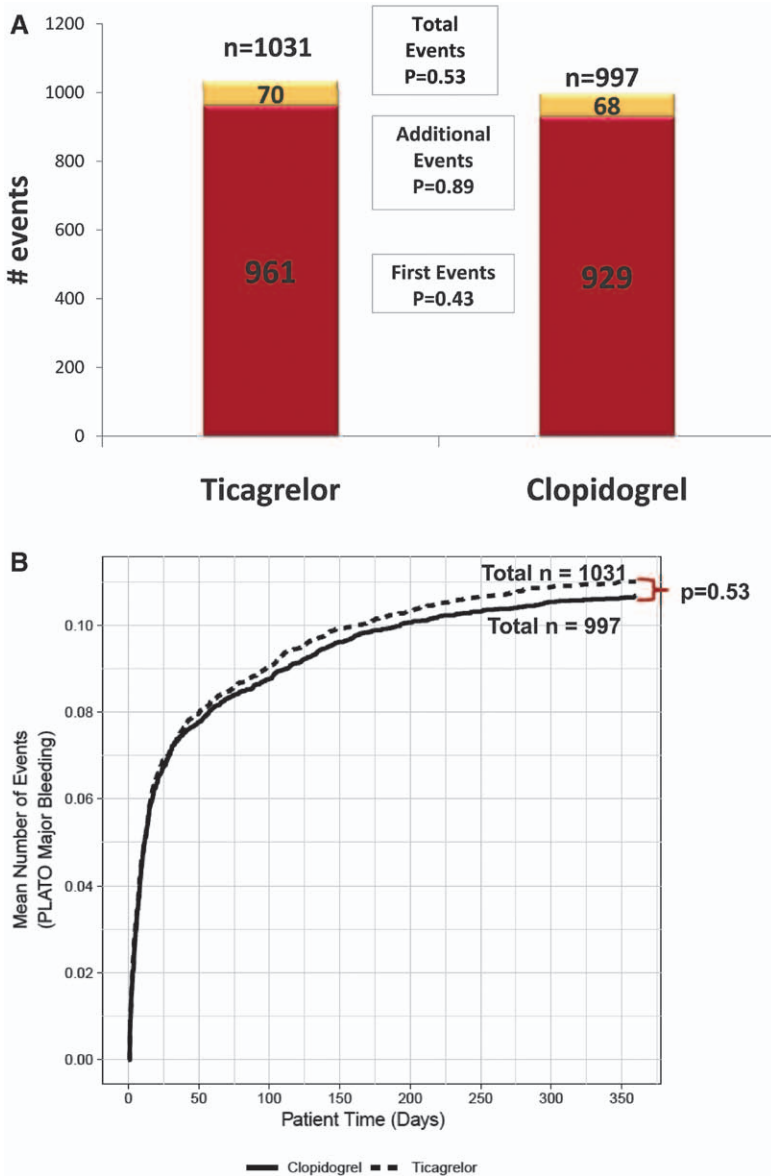 A
# events
1200
1000
800
600
400
200
0
n=1031
70
961
Total
Events
P=0.53
Additional
Events
P=0.89
First Events
P=0.43
n=997
68
929
Ticagrelor
Clopidogrel
B
Mean Number of Events
(PLATO Major Bleeding)
0.10
0.08
0.06
0.04
0.02
0.00
Total n = 1031
Total n = 997
p=0.53
0 50 100 150 200 250 300 350
Patient Time (Days)
Clopidogrel Ticagrelor